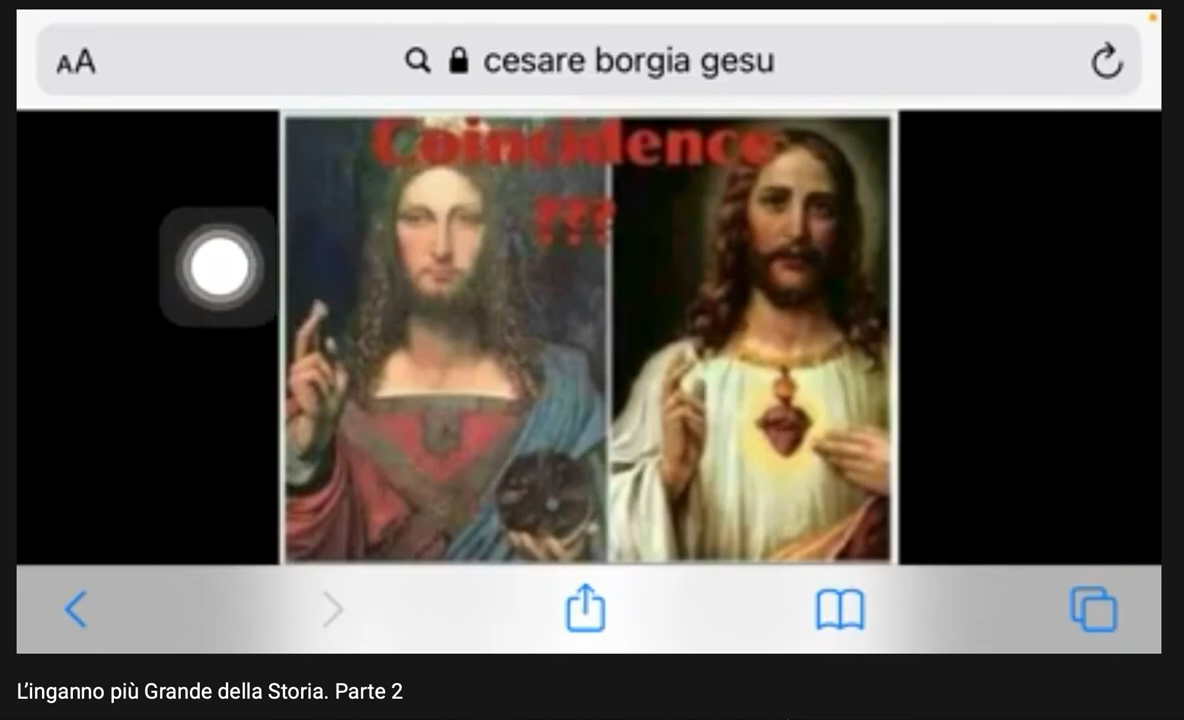 AA
cesare borgia gesu
Coincidence
???
L'inganno più Grande della Storia. Parte 2